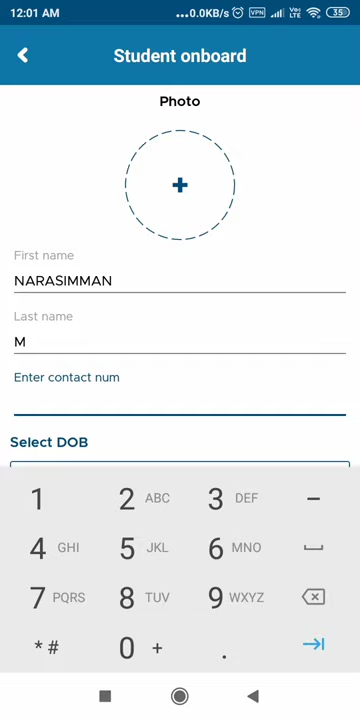 12:01 AM ...0.0KB/s VPN Vo LTE 35
Student onboard
Photo
+
First name
NARASIMMAN
Last name
M
Enter contact num
Select DOB
1 2 ABC 3 DEF –
4 GHI 5 JKL 6 MNO
7 PQRS 8 TUV 9 WXYZ
* # 0 + .